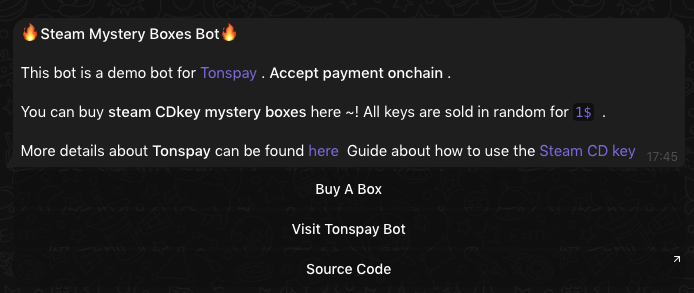 🔥Steam Mystery Boxes Bot🔥
This bot is a demo bot for Tonspay . Accept payment onchain .
You can buy steam CDkey mystery boxes here ~! All keys are sold in random for 1$ .
More details about Tonspay can be found here Guide about how to use the Steam CD key
17:45
Buy A Box
Visit Tonspay Bot
Source Code